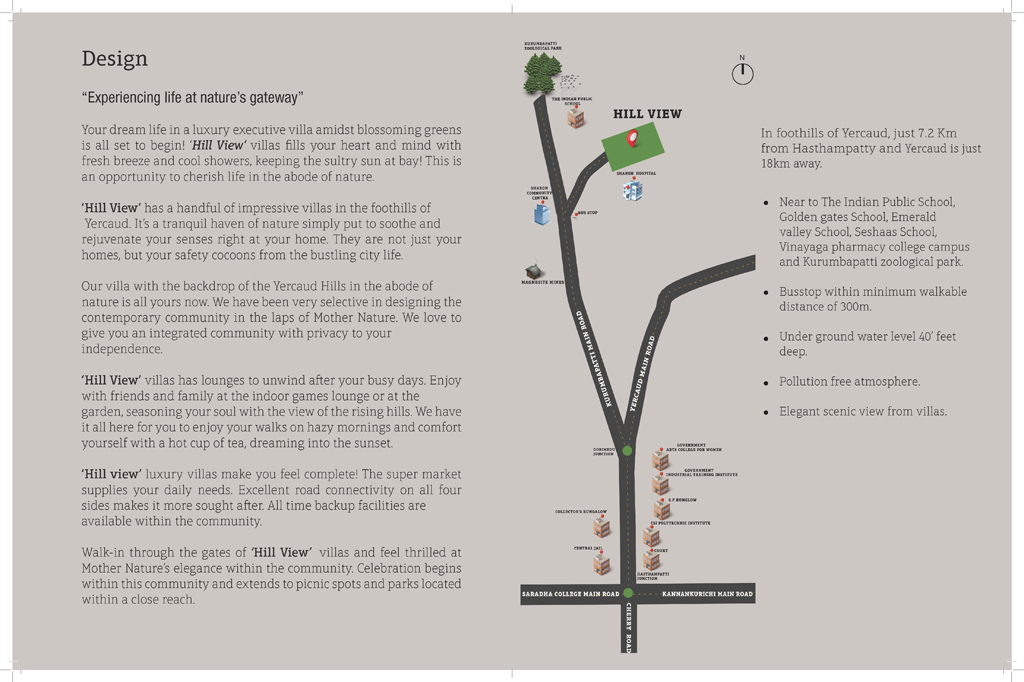 Design
“Experiencing life at nature’s gateway”
Your dream life in a luxury executive villa amidst blossoming greens
is all set to begin! ‘Hill View’ villas fills your heart and mind with
fresh breeze and cool showers, keeping the sultry sun at bay! This is
an opportunity to cherish life in the abode of nature.
‘Hill View’ has a handful of impressive villas in the foothills of
Yercaud. It’s a tranquil haven of nature simply put to soothe and
rejuvenate your senses right at your home. They are not just your
homes, but your safety cocoons from the bustling city life.
Our villa with the backdrop of the Yercaud Hills in the abode of
nature is all yours now. We have been very selective in designing the
contemporary community in the laps of Mother Nature. We love to
give you an integrated community with privacy to your
independence.
‘Hill View’ villas has lounges to unwind after your busy days. Enjoy
with friends and family at the indoor games lounge or at the
garden, seasoning your soul with the view of the rising hills. We have
it all here for you to enjoy your walks on hazy mornings and comfort
yourself with a hot cup of tea, dreaming into the sunset.
‘Hill view’ luxury villas make you feel complete! The super market
supplies your daily needs. Excellent road connectivity on all four
sides makes it more sought after. All time backup facilities are
available within the community.
Walk-in through the gates of ‘Hill View’ villas and feel thrilled at
Mother Nature’s elegance within the community. Celebration begins
within this community and extends to picnic spots and parks located
within a close reach.
KURUMBAPATTI
ZOOLOGICAL PARK
THE INDIAN PUBLIC
SCHOOL
HILL VIEW
N
SHARON HOSPITAL
SHARON
COMMUNITY
CENTRE
BUS STOP
MAGNESITE MINES
KURUMBAPATTI MAIN ROAD
YERCAUD MAIN ROAD
GORIMEDU
JUNCTION
GOVERNMENT
ARTS COLLEGE FOR WOMEN
GOVERNMENT
INDUSTRIAL TRAINING INSTITUTE
S.P BUNGLOW
COLLECTOR'S BUNGALOW
CSI POLYTECHNIC INSTITUTE
CENTRAL JAIL
COURT
HASTHAMPATTI
JUNCTION
SARADHA COLLEGE MAIN ROAD
KANNANKURICHI MAIN ROAD
CHERRY ROAD
In foothills of Yercaud, just 7.2 Km
from Hasthampatty and Yercaud is just
18km away.
• Near to The Indian Public School,
Golden gates School, Emerald
valley School, Seshaas School,
Vinayaga pharmacy college campus
and Kurumbapatti zoological park.
• Busstop within minimum walkable
distance of 300m.
• Under ground water level 40’ feet
deep.
• Pollution free atmosphere.
• Elegant scenic view from villas.